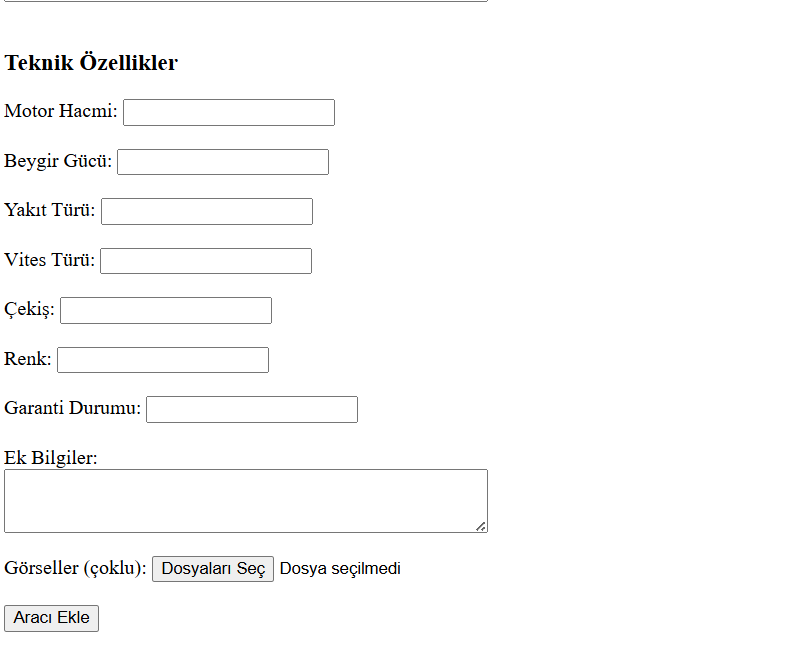 Teknik Özellikler
Motor Hacmi:
Beygir Gücü:
Yakıt Türü:
Vites Türü:
Çekiş:
Renk:
Garanti Durumu:
Ek Bilgiler:
Görseller (çoklu): Dosyaları Seç Dosya seçilmedi
Aracı Ekle